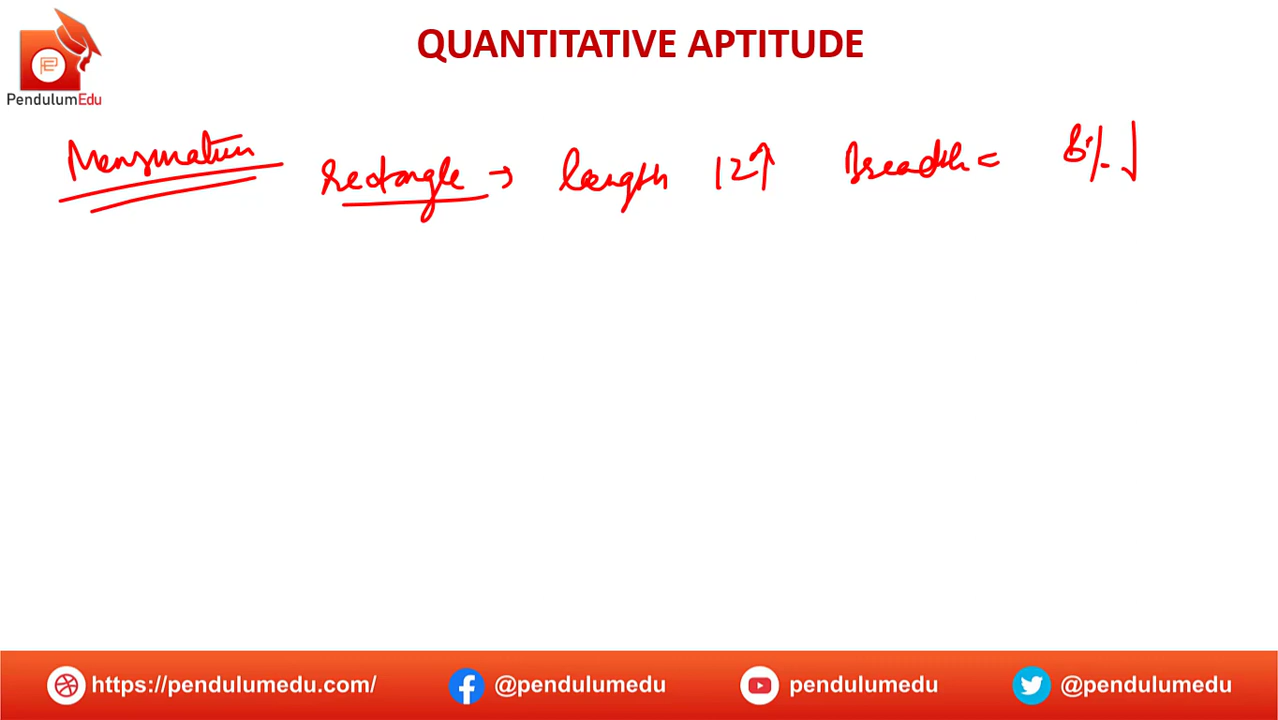 QUANTITATIVE APTITUDE
PendulumEdu
Mensuration rectangle → length 12↑ Breadth = 8% ↓
https://pendulumedu.com/ @pendulumedu pendulumedu @pendulumedu